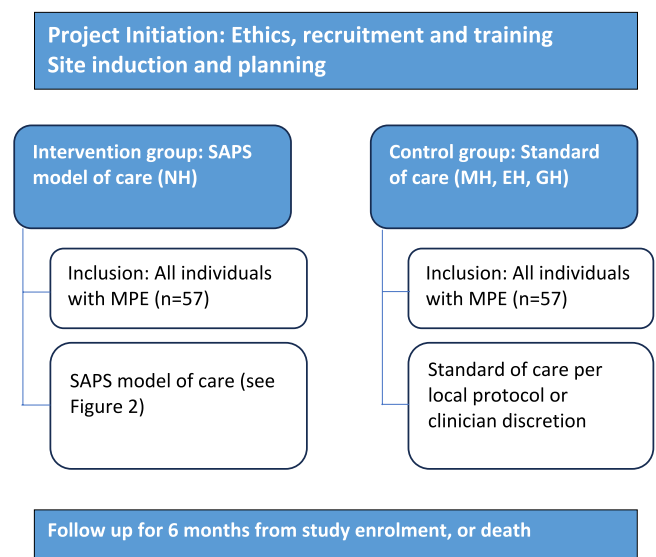 Project Initiation: Ethics, recruitment and training
Site induction and planning
Intervention group: SAPS
model of care (NH)
Control group: Standard
of care (MH, EH, GH)
Inclusion: All individuals
with MPE (n=57)
Inclusion: All individuals
with MPE (n=57)
SAPS model of care (see
Figure 2)
Standard of care per
local protocol or
clinician discretion
Follow up for 6 months from study enrolment, or death